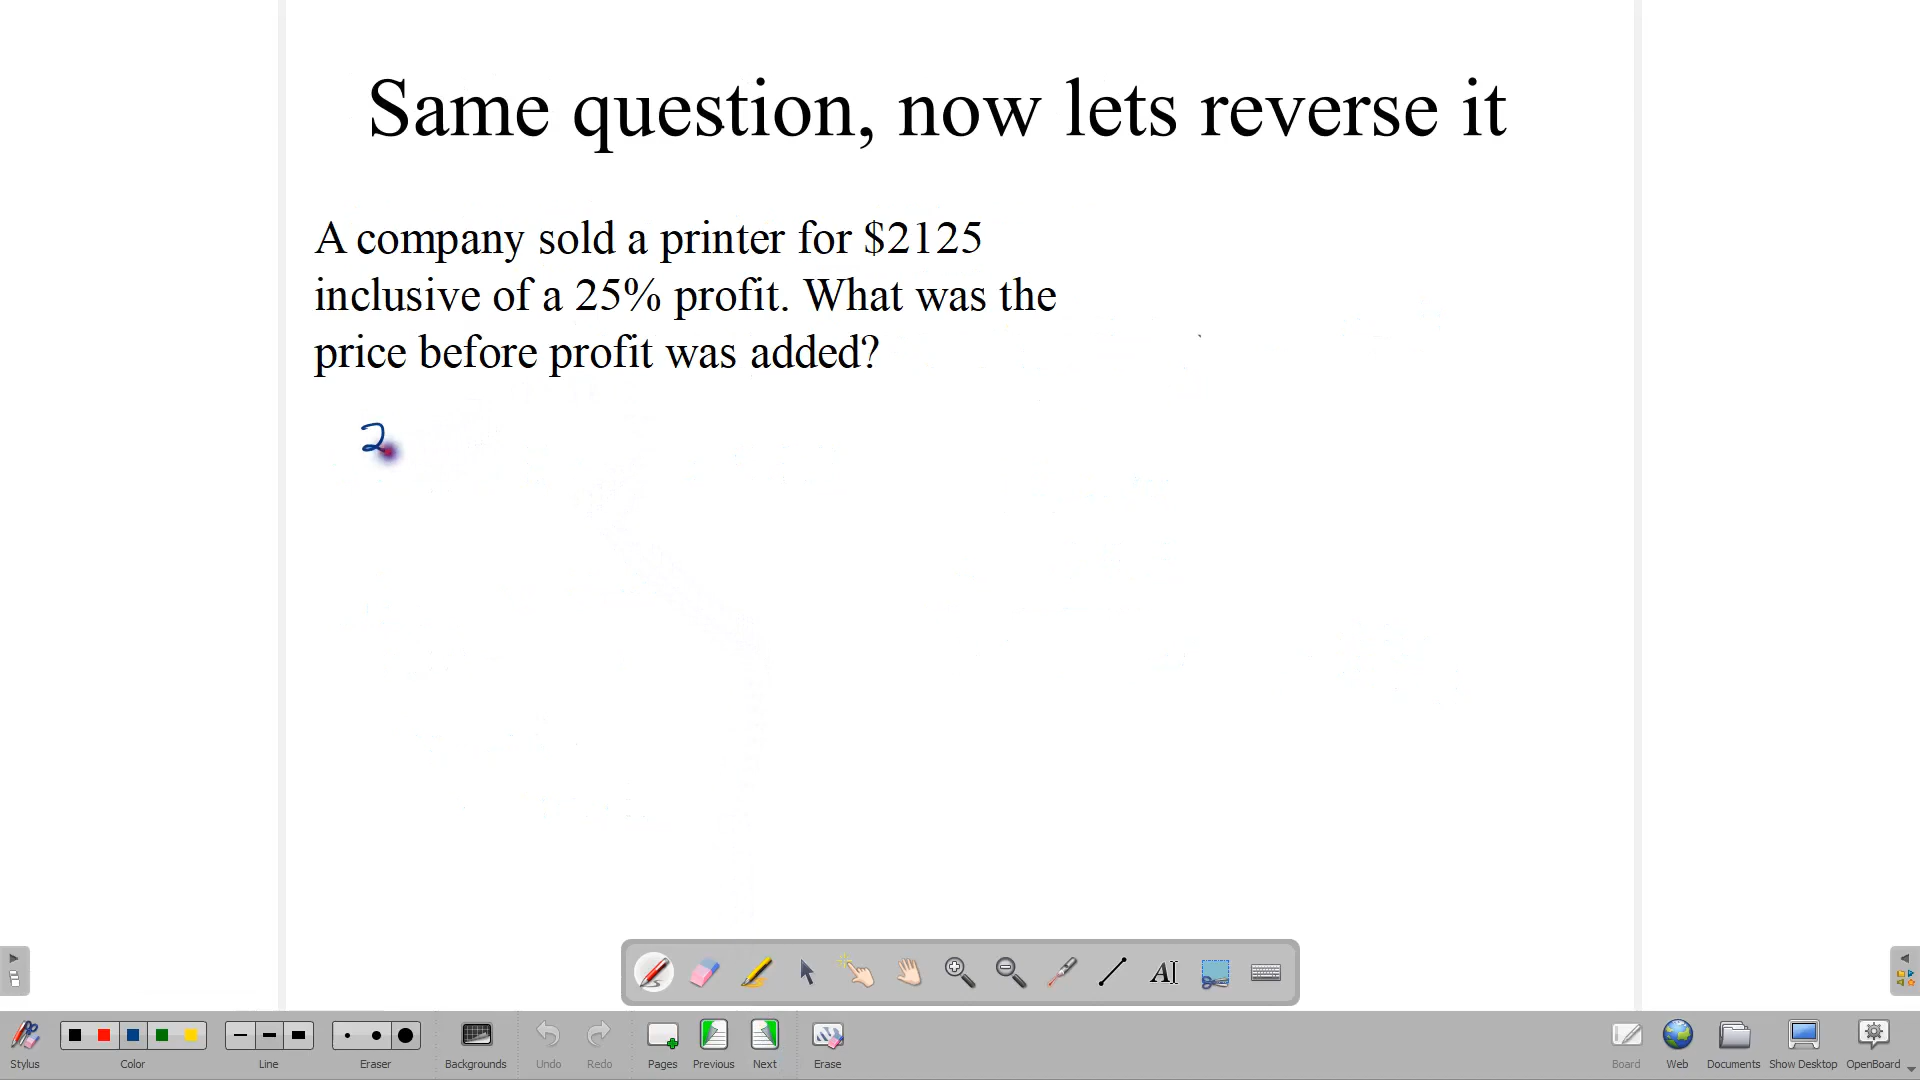 Same question, now lets reverse it
A company sold a printer for $2125
inclusive of a 25% profit. What was the
price before profit was added?
2
AI
Stylus
Color
Line
Eraser
Backgrounds
Undo
Redo
Pages
Previous
Next
Erase
Board
Web
Documents
Show Desktop
OpenBoard